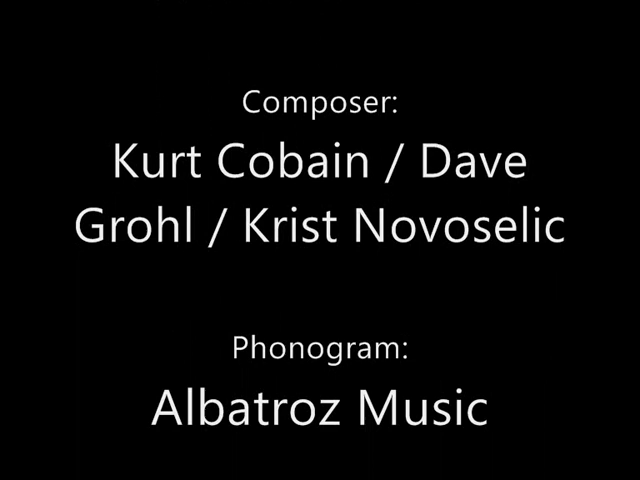 Composer:
Kurt Cobain / Dave
Grohl / Krist Novoselic
Phonogram:
Albatroz Music